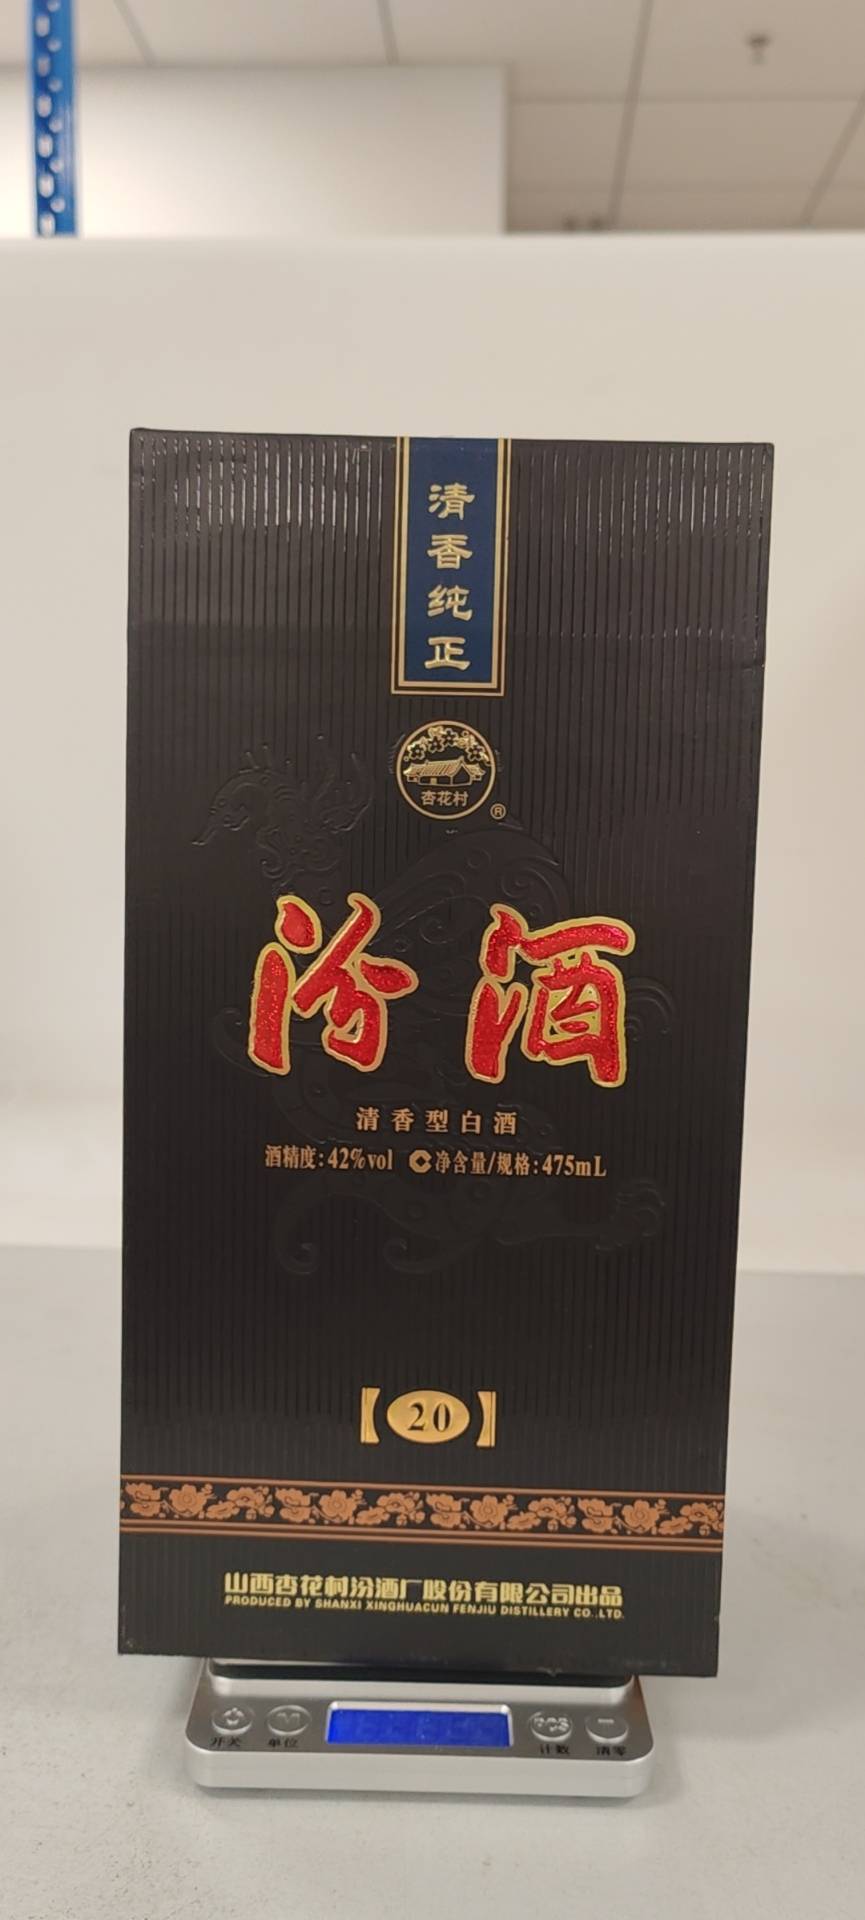 清香纯正
杏花村
®
汾酒
清香型白酒
酒精度:42%vol 净含量/规格:475mL
【20】
山西杏花村汾酒厂股份有限公司出品
PRODUCED BY SHANXI XINGHUACUN FENJIU DISTILLERY CO.,LTD.
M PCS
开关 单位 计数 清零